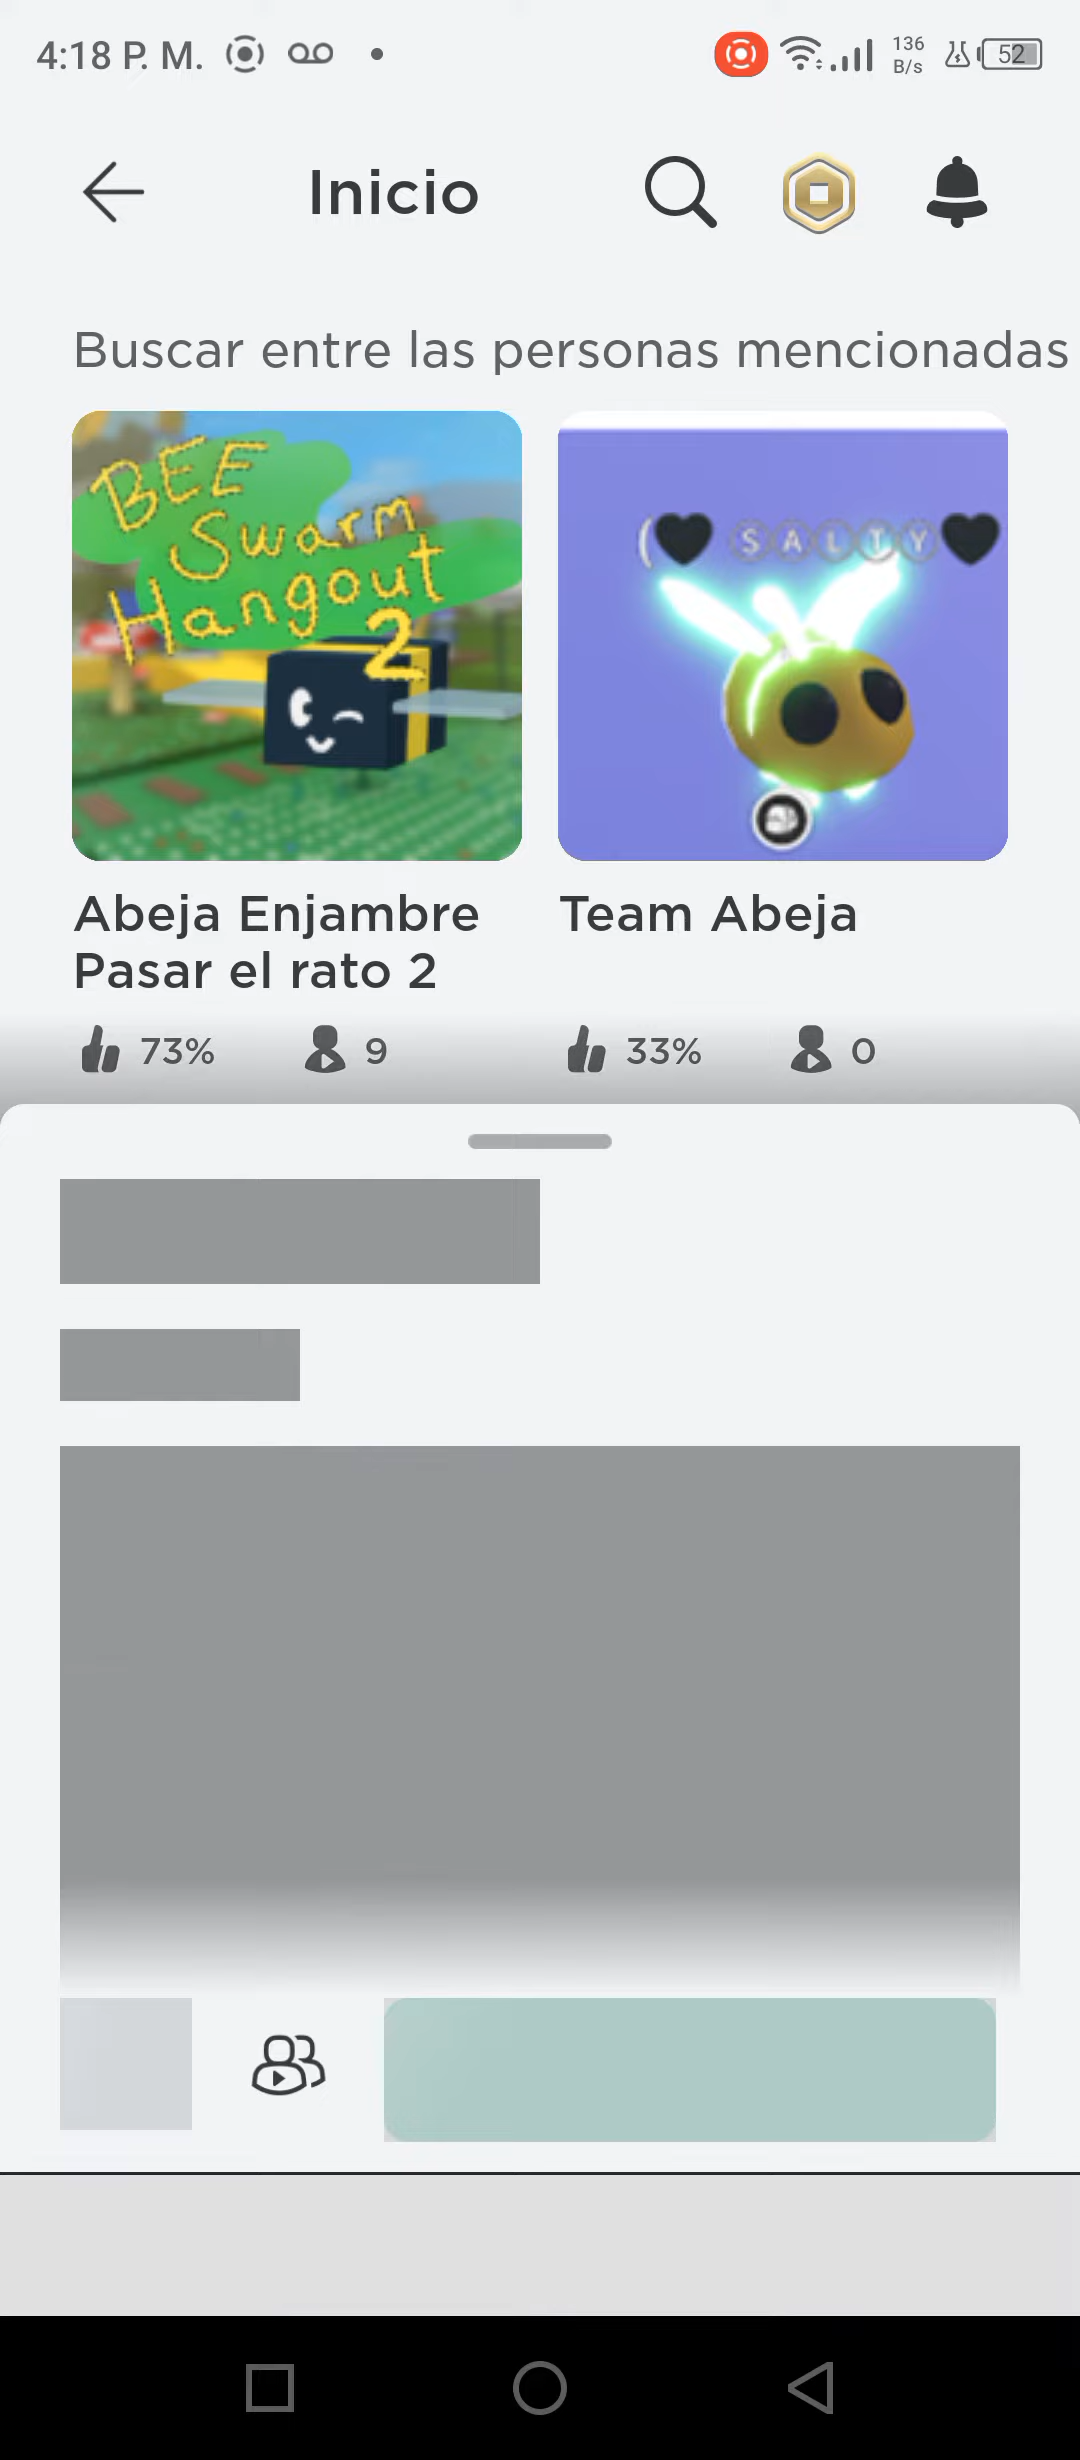 4:18 P. M.
136
B/s
52
Inicio
Buscar entre las personas mencionadas
BEE
Swarm
Hangout
2
(🖤 ⓈⒶⓁⓉⓎ🖤
Abeja Enjambre
Pasar el rato 2
Team Abeja
73%
9
33%
0